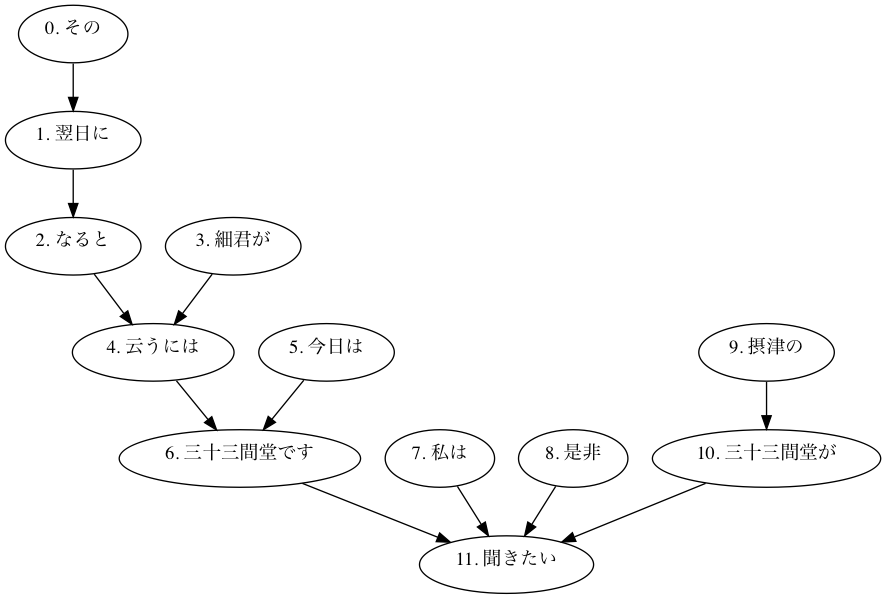 0. その
1. 翌日に
2. なると
3. 細君が
4. 云うには
5. 今日は
9. 摂津の
6. 三十三間堂です
7. 私は
8. 是非
10. 三十三間堂が
11. 聞きたい